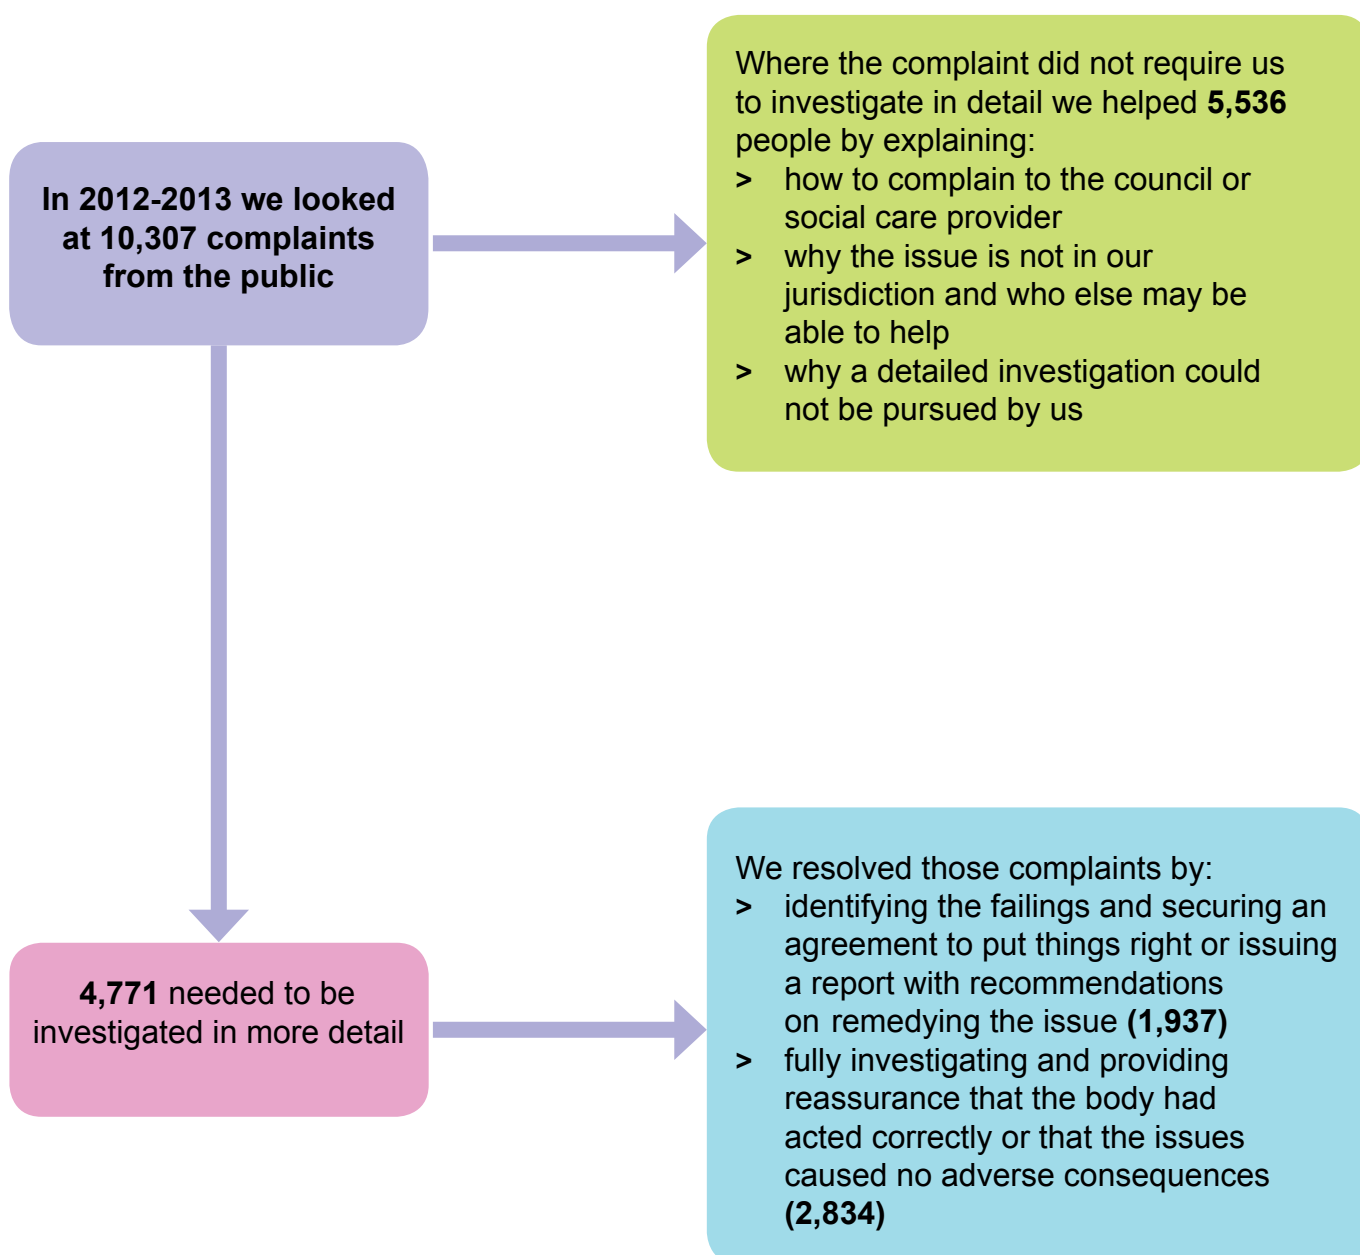 In 2012-2013 we looked
at 10,307 complaints
from the public
Where the complaint did not require us
to investigate in detail we helped 5,536
people by explaining:
> how to complain to the council or
social care provider
> why the issue is not in our
jurisdiction and who else may be
able to help
> why a detailed investigation could
not be pursued by us
4,771 needed to be
investigated in more detail
We resolved those complaints by:
> identifying the failings and securing an
agreement to put things right or issuing
a report with recommendations
on remedying the issue (1,937)
> fully investigating and providing
reassurance that the body had
acted correctly or that the issues
caused no adverse consequences
(2,834)